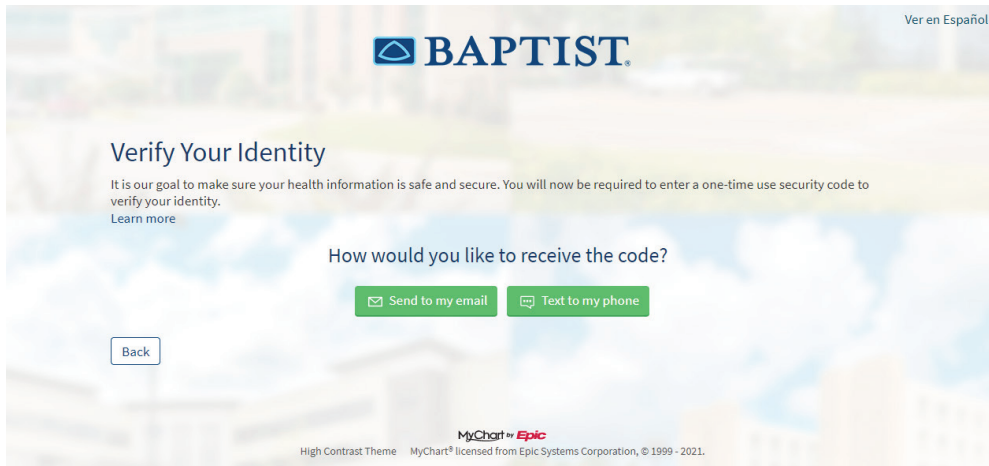 Ver en Español
BAPTIST®
Verify Your Identity
It is our goal to make sure your health information is safe and secure. You will now be required to enter a one-time use security code to
verify your identity.
Learn more
How would you like to receive the code?
Send to my email Text to my phone
Back
MyChart by Epic
High Contrast Theme MyChart® licensed from Epic Systems Corporation, © 1999 - 2021.